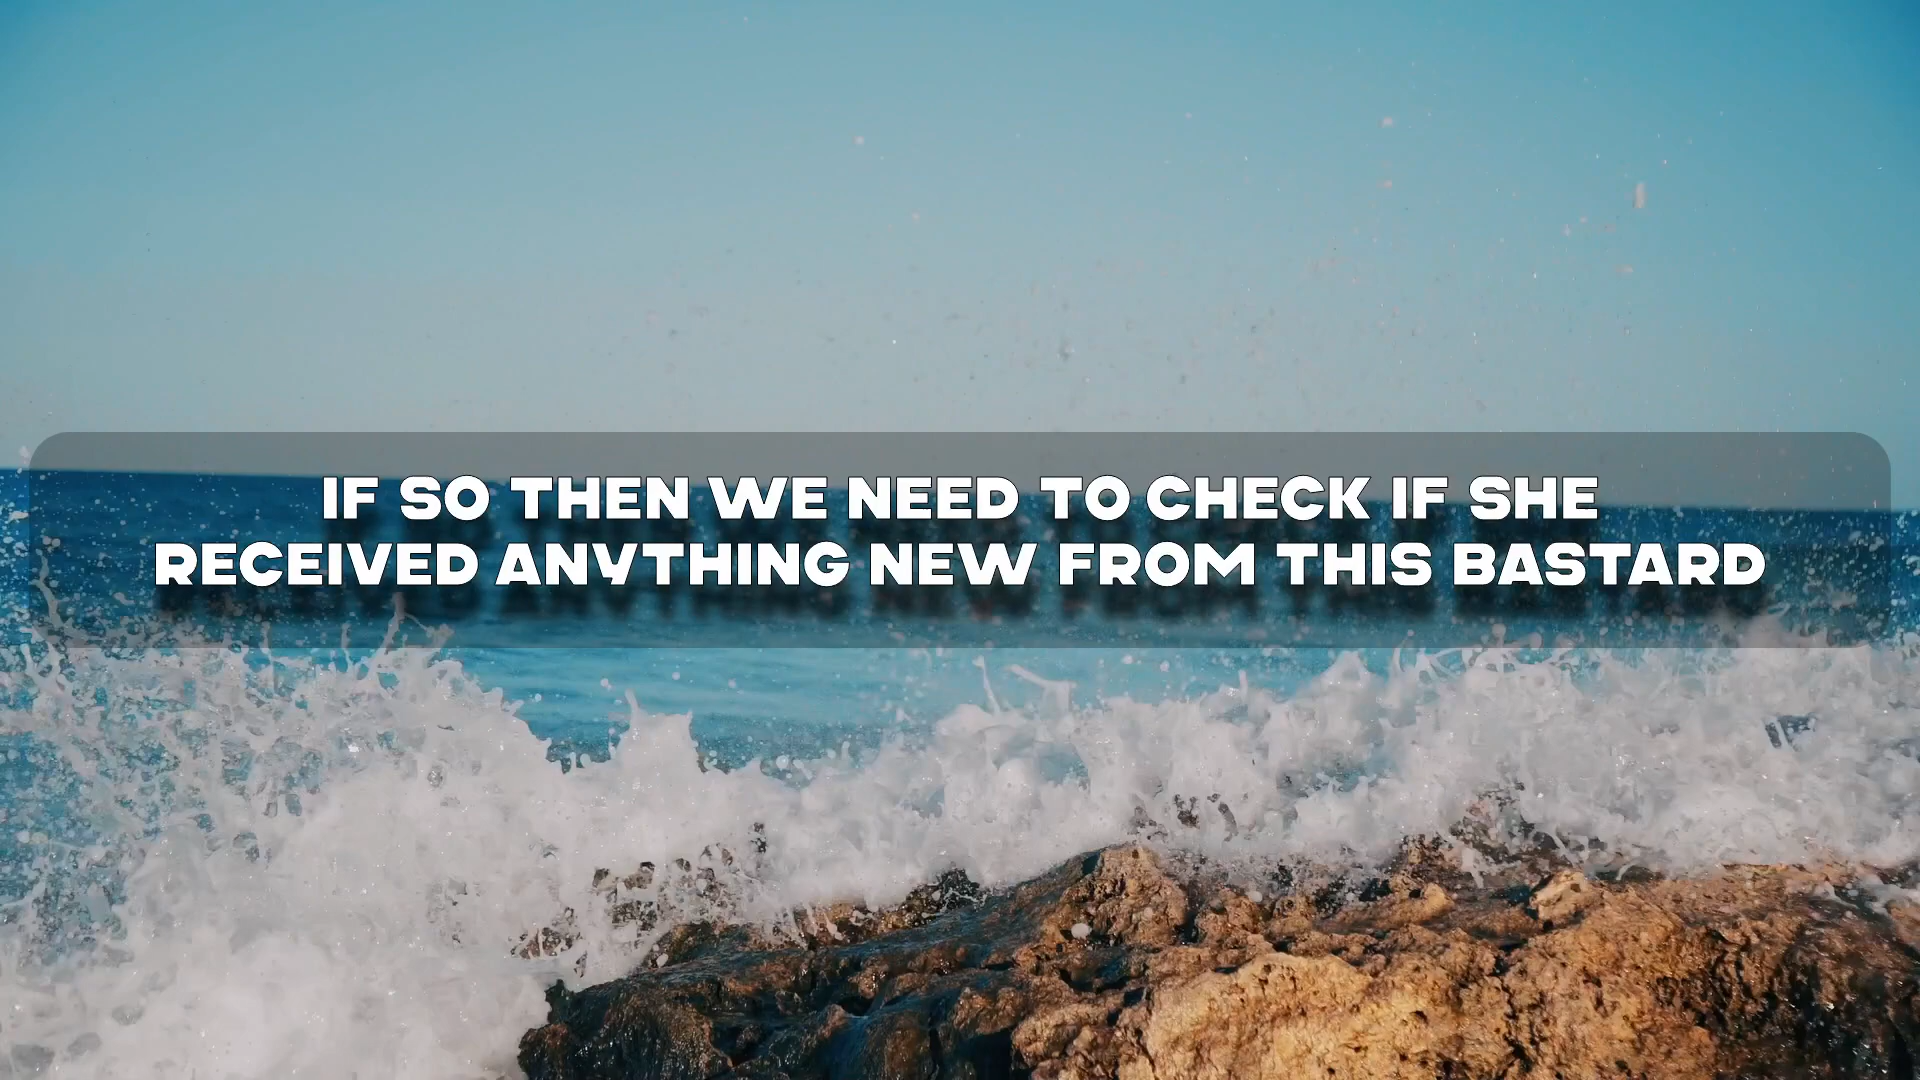 IF SO THEN WE NEED TO CHECK IF SHE
RECEIVED ANYTHING NEW FROM THIS BASTARD